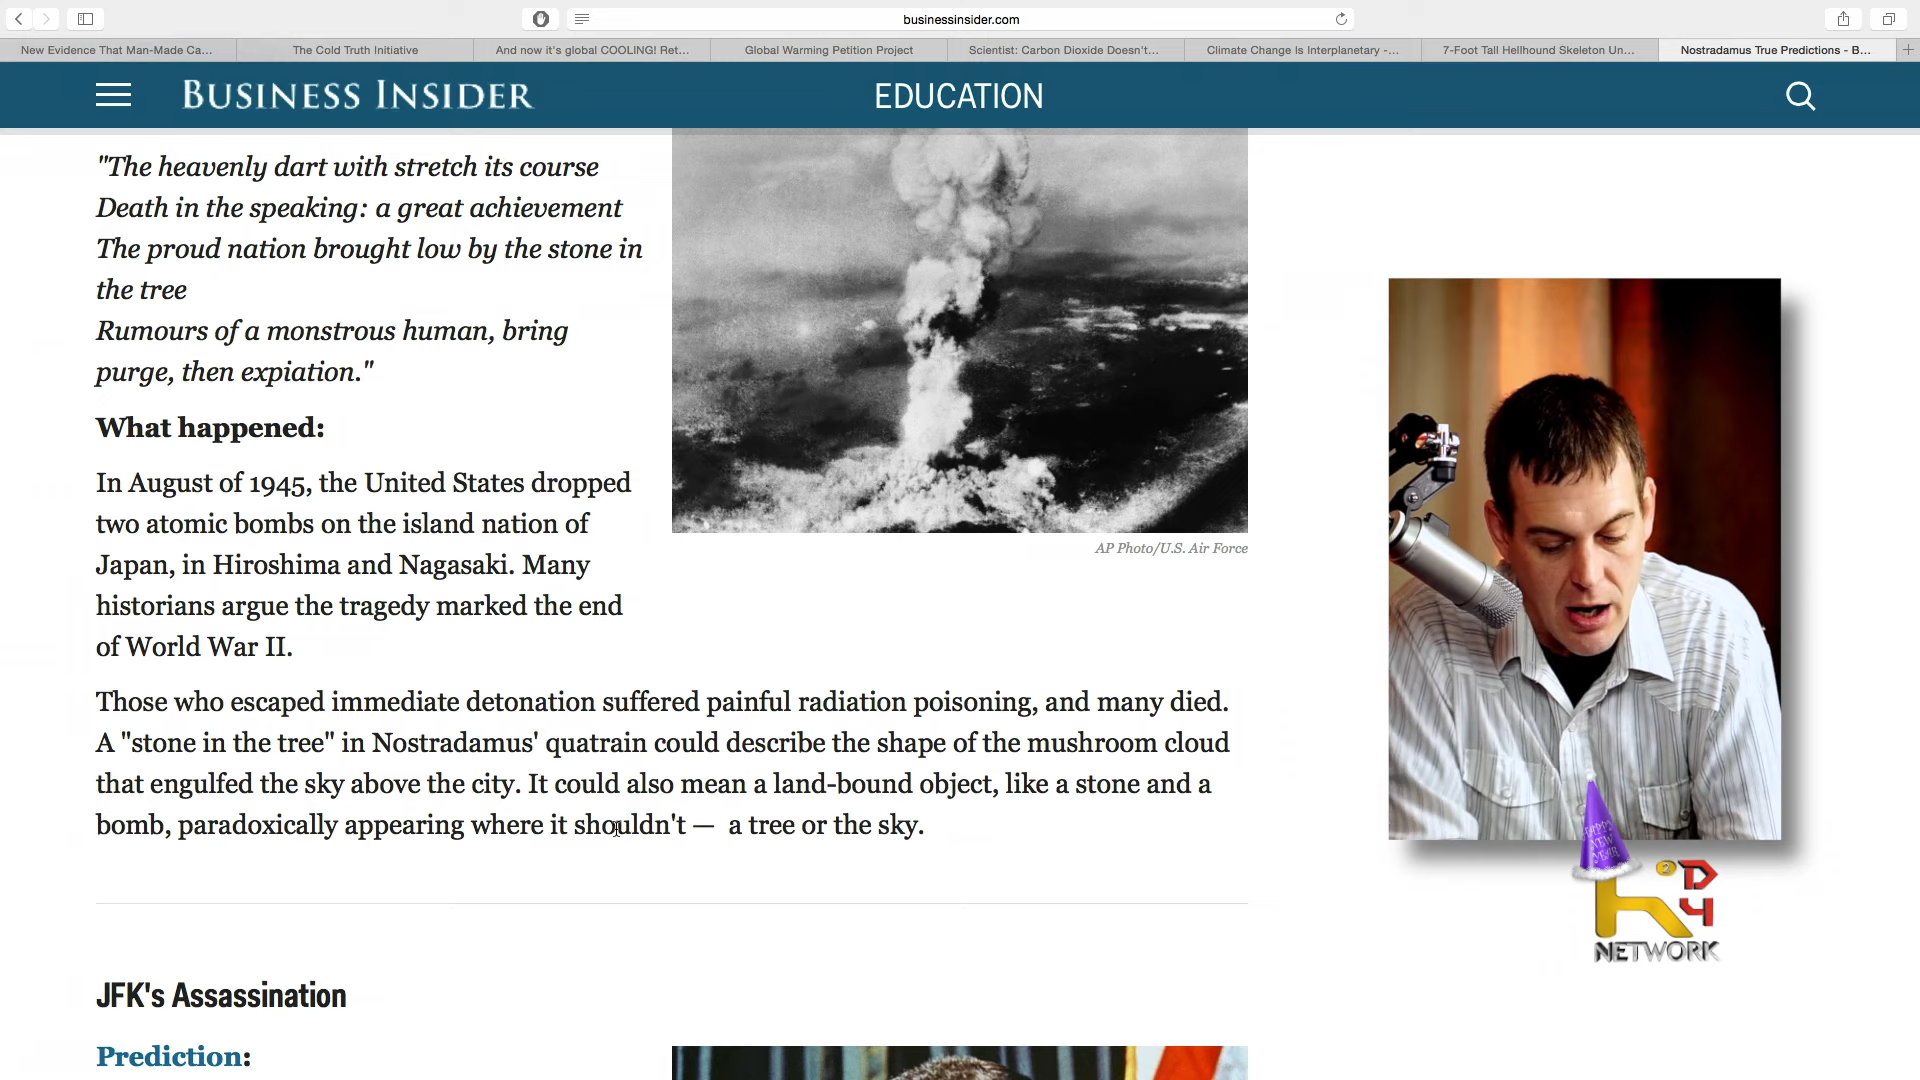 businessinsider.com
New Evidence That Man-Made Ca...
The Cold Truth Initiative
And now it's global COOLING! Ret...
Global Warming Petition Project
Scientist: Carbon Dioxide Doesn't...
Climate Change Is Interplanetary -...
7-Foot Tall Hellhound Skeleton Un...
Nostradamus True Predictions - B...
BUSINESS INSIDER
EDUCATION
"The heavenly dart with stretch its course
Death in the speaking: a great achievement
The proud nation brought low by the stone in
the tree
Rumours of a monstrous human, bring
purge, then expiation."
What happened:
In August of 1945, the United States dropped
two atomic bombs on the island nation of
Japan, in Hiroshima and Nagasaki. Many
historians argue the tragedy marked the end
of World War II.
AP Photo/U.S. Air Force
Those who escaped immediate detonation suffered painful radiation poisoning, and many died.
A "stone in the tree" in Nostradamus' quatrain could describe the shape of the mushroom cloud
that engulfed the sky above the city. It could also mean a land-bound object, like a stone and a
bomb, paradoxically appearing where it shouldn't — a tree or the sky.
JFK's Assassination
Prediction:
HAPPY
NEW
YEAR
h2D4
NETWORK